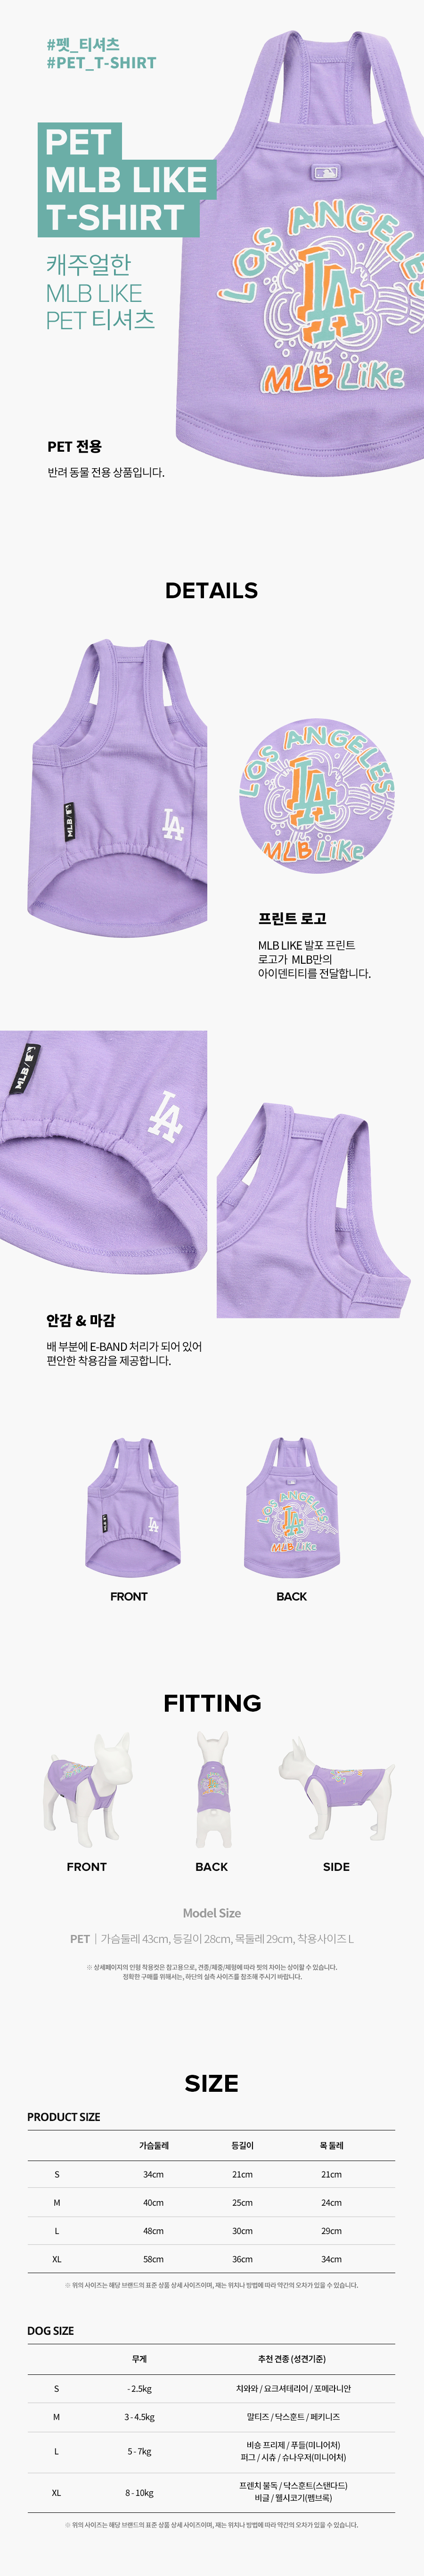 #펫_티셔츠
#PET_T-SHIRT
PET
MLB LIKE
T-SHIRT
캐주얼한
MLB LIKE
PET 티셔츠
LOS ANGELES
LA
MLB LiKe
PET 전용
반려 동물 전용 상품입니다.
DETAILS
MLB
LA
LOS ANGELES
LA
MLB LiKe
프린트 로고
MLB LIKE 발포 프린트
로고가 MLB만의
아이덴티티를 전달합니다.
MLB
LA
안감 & 마감
배 부분에 E-BAND 처리가 되어 있어
편안한 착용감을 제공합니다.
LA
LOS ANGELES
LA
MLB LiKe
FRONT
BACK
FITTING
FRONT
BACK
SIDE
Model Size
PET | 가슴둘레 43cm, 등길이 28cm, 목둘레 29cm, 착용사이즈 L
※ 상세페이지의 인형 착용컷은 참고용으로, 견종/체중/체형에 따라 핏의 차이는 상이할 수 있습니다.
정확한 구매를 위해서는, 하단의 실측 사이즈를 참조해 주시기 바랍니다.
SIZE
PRODUCT SIZE
가슴둘레 등길이 목 둘레
S 34cm 21cm 21cm
M 40cm 25cm 24cm
L 48cm 30cm 29cm
XL 58cm 36cm 34cm
※ 위의 사이즈는 해당 브랜드의 표준 상품 상세 사이즈이며, 재는 위치나 방법에 따라 약간의 오차가 있을 수 있습니다.
DOG SIZE
무게 추천 견종 (성견기준)
S - 2.5kg 치와와 / 요크셔테리어 / 포메라니안
M 3 - 4.5kg 말티즈 / 닥스훈트 / 페키니즈
L 5 - 7kg 비숑 프리제 / 푸들(미니어처)
퍼그 / 시츄 / 슈나우저(미니어처)
XL 8 - 10kg 프렌치 불독 / 닥스훈트(스탠다드)
비글 / 웰시코기(펨브록)
※ 위의 사이즈는 해당 브랜드의 표준 상품 상세 사이즈이며, 재는 위치나 방법에 따라 약간의 오차가 있을 수 있습니다.